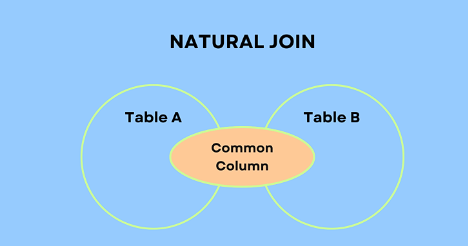 NATURAL JOIN
Table A
Table B
Common
Column